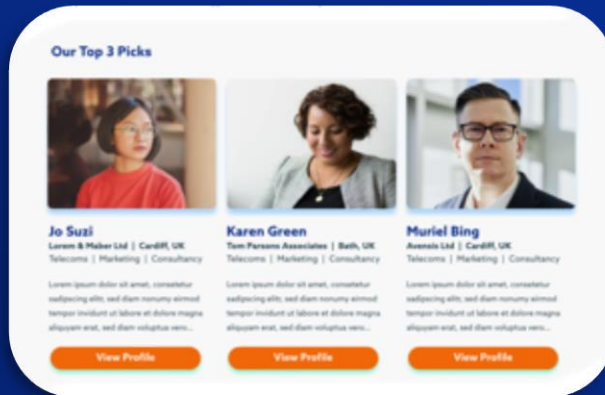 Our Top 3 Picks
Jo Suzi
Lorem & Maber Ltd | Cardiff, UK
Telecoms | Marketing | Consultancy
Lorem ipsum dolor sit amet, consetetur
sadipscing elitr, sed diam nonumy eirmod
tempor invidunt ut labore et dolore magna
aliquyam erat, sed diam voluptua vero...
View Profile
Karen Green
Tom Parsons Associates | Bath, UK
Telecoms | Marketing | Consultancy
Lorem ipsum dolor sit amet, consetetur
sadipscing elitr, sed diam nonumy eirmod
tempor invidunt ut labore et dolore magna
aliquyam erat, sed diam voluptua vero...
View Profile
Muriel Bing
Avensis Ltd | Cardiff, UK
Telecoms | Marketing | Consultancy
Lorem ipsum dolor sit amet, consetetur
sadipscing elitr, sed diam nonumy eirmod
tempor invidunt ut labore et dolore magna
aliquyam erat, sed diam voluptua vero...
View Profile